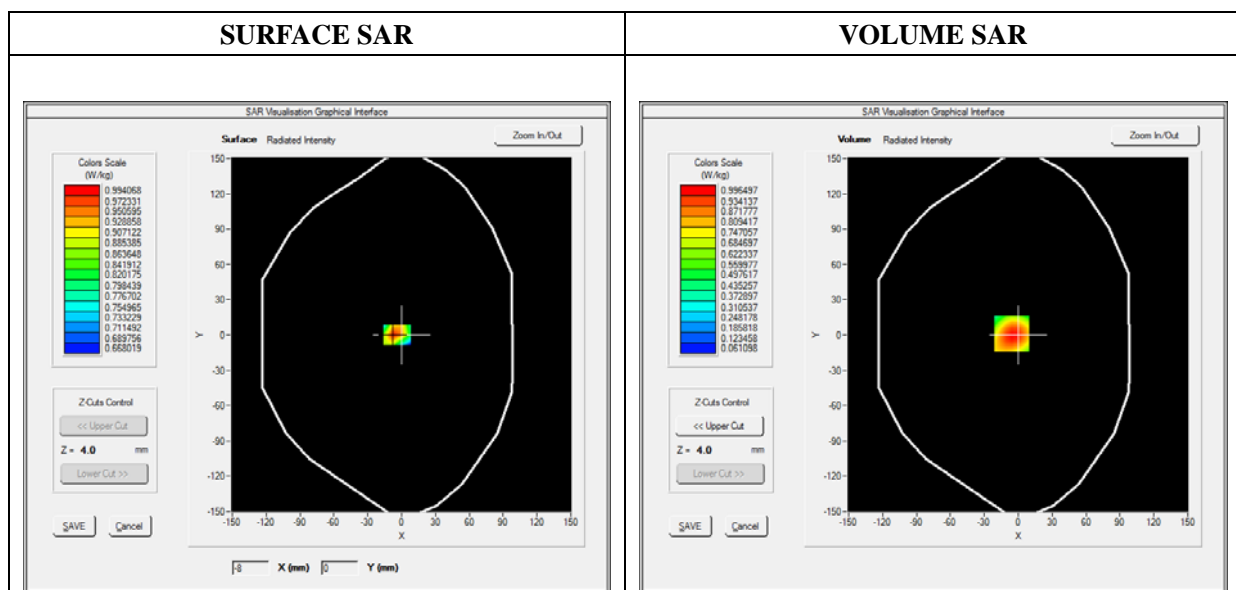 SURFACE SAR
VOLUME SAR
SAR Visualisation Graphical Interface
Surface Radiated Intensity
Zoom In/Out
Colors Scale
(W/kg)
0.994068
0.972331
0.950595
0.928858
0.907122
0.885385
0.863648
0.841912
0.820175
0.798439
0.776702
0.754965
0.733229
0.711492
0.689756
0.668019
Z-Cuts Control
<< Upper Cut
Z = 4.0 mm
Lower Cut >>
SAVE Cancel
150
120
90
60
30
0
-30
-60
-90
-120
-150
Y
-150 -120 -90 -60 -30 0 30 60 90 120 150
X
-8 X (mm) 0 Y (mm)
SAR Visualisation Graphical Interface
Volume Radiated Intensity
Zoom In/Out
Colors Scale
(W/kg)
0.996497
0.934137
0.871777
0.809417
0.747057
0.684697
0.622337
0.559977
0.497617
0.435257
0.372897
0.310537
0.248178
0.185818
0.123458
0.061098
Z-Cuts Control
<< Upper Cut
Z = 4.0 mm
Lower Cut >>
SAVE Cancel
150
120
90
60
30
0
-30
-60
-90
-120
-150
Y
-150 -120 -90 -60 -30 0 30 60 90 120 150
X